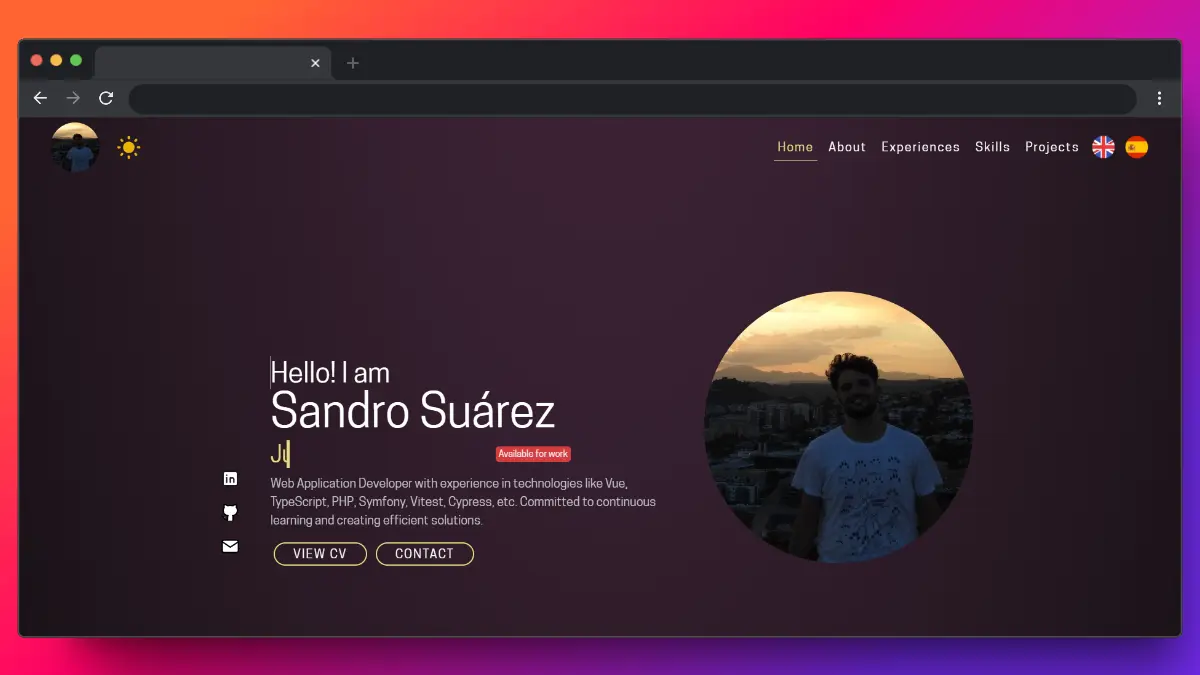 Home About Experiences Skills Projects
Hello! I am
Sandro Suárez
Available for work
Web Application Developer with experience in technologies like Vue,
TypeScript, PHP, Symfony, Vitest, Cypress, etc. Committed to continuous
learning and creating efficient solutions.
VIEW CV CONTACT